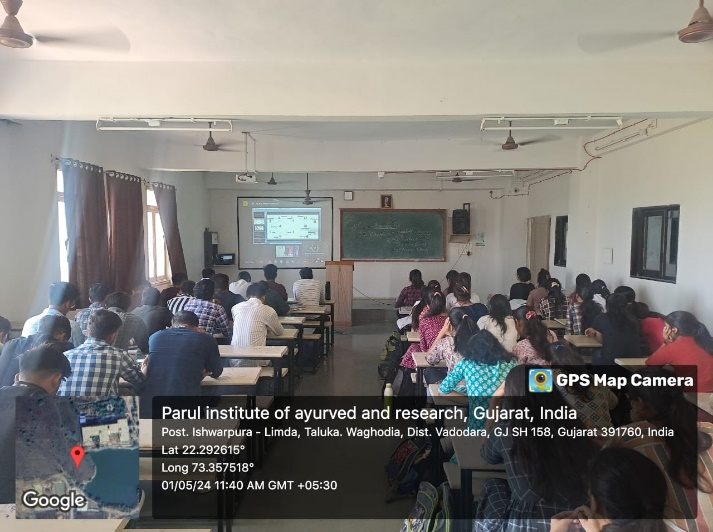 GPS Map Camera
Parul institute of ayurved and research, Gujarat, India
Post. Ishwarpura - Limda, Taluka. Waghodia, Dist. Vadodara, GJ SH 158, Gujarat 391760, India
Lat 22.292615°
Long 73.357518°
01/05/24 11:40 AM GMT +05:30
Google